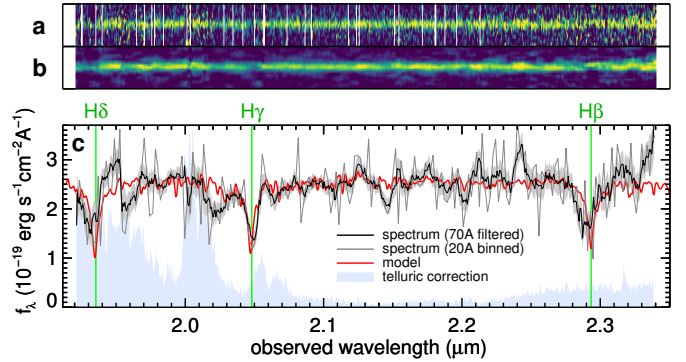 a
b
Hδ Hγ Hβ
c
3
2
1
0
spectrum (70A filtered)
spectrum (20A binned)
model
telluric correction
2.0 2.1 2.2 2.3
observed wavelength (μm)
fλ (10⁻¹⁹ erg s⁻¹cm⁻²A⁻¹)